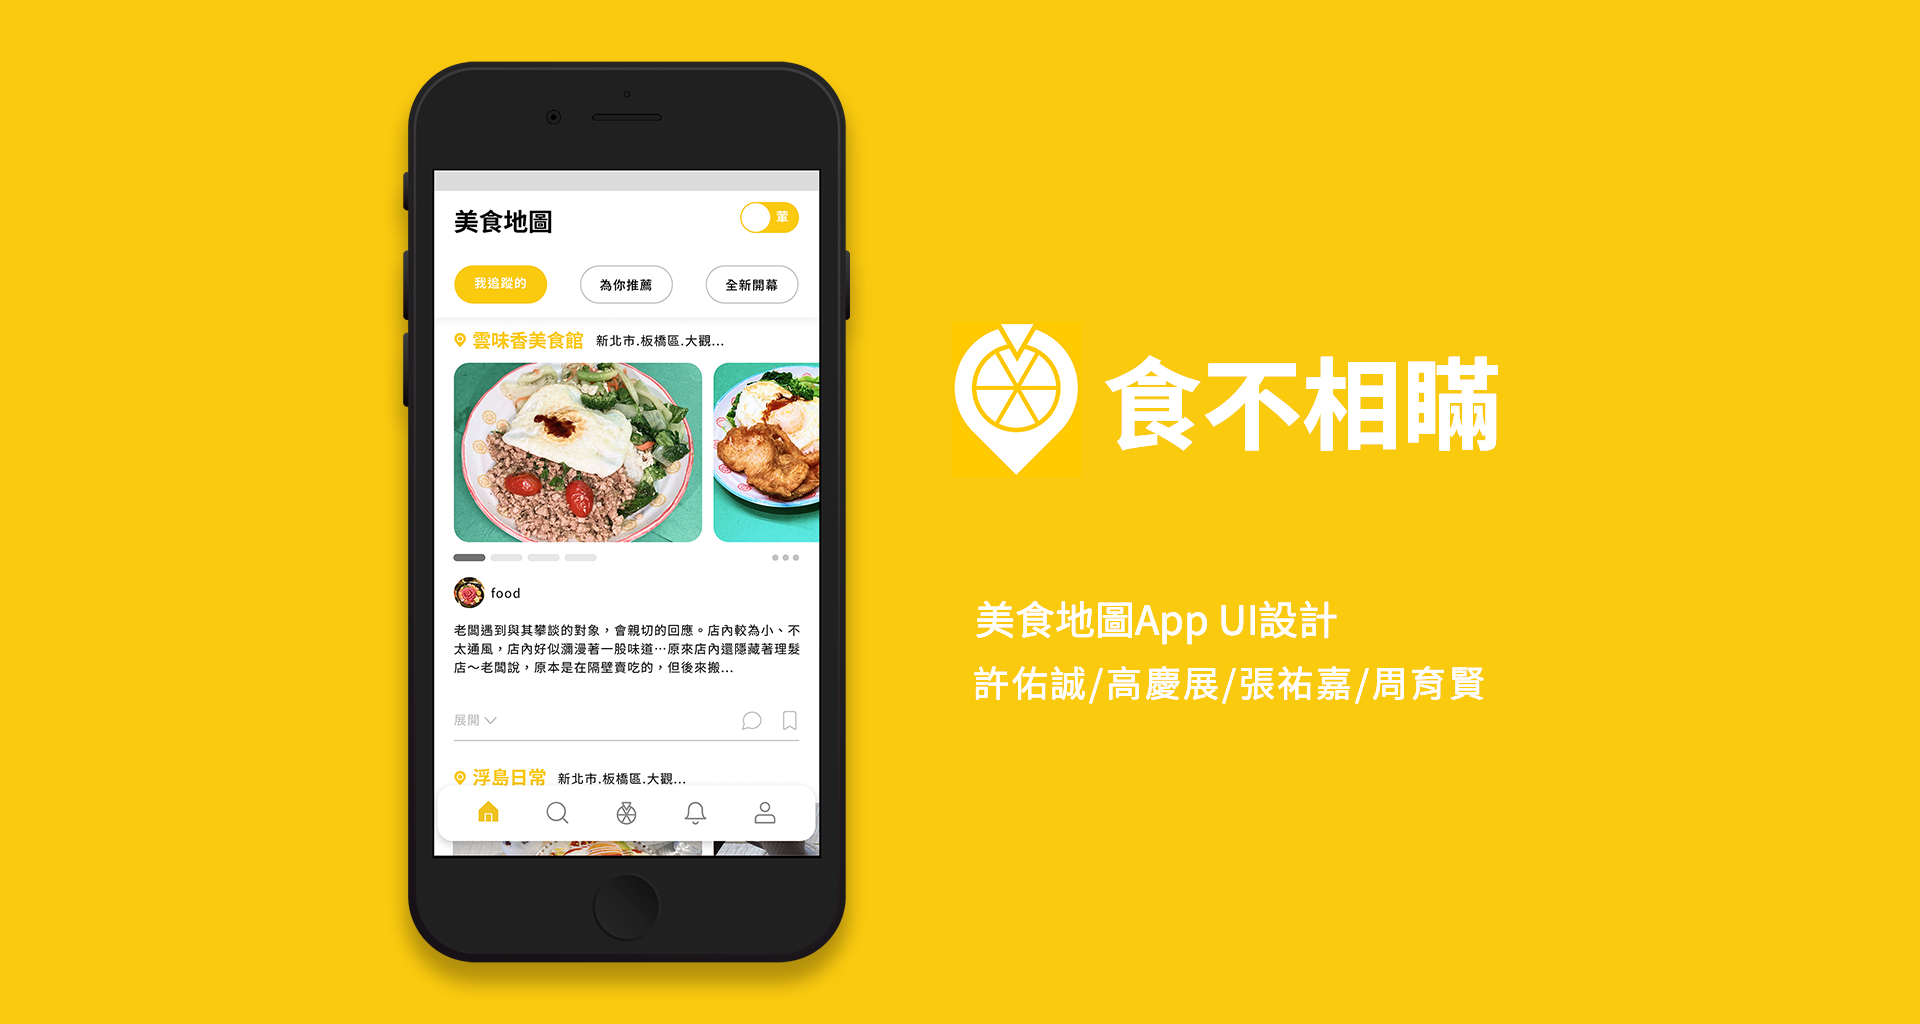 美食地圖
葷
我追蹤的
為你推薦
全新開幕
雲味香美食館 新北市.板橋區.大觀...
food
老闆遇到與其攀談的對象，會親切的回應。店內較為小、不
太通風，店內好似瀰漫著一股味道…原來店內還隱藏著理髮
店～老闆說，原本是在隔壁賣吃的，但後來搬...
展開
浮島日常 新北市.板橋區.大觀...
食不相瞞
美食地圖App UI設計
許佑誠/高慶展/張祐嘉/周育賢